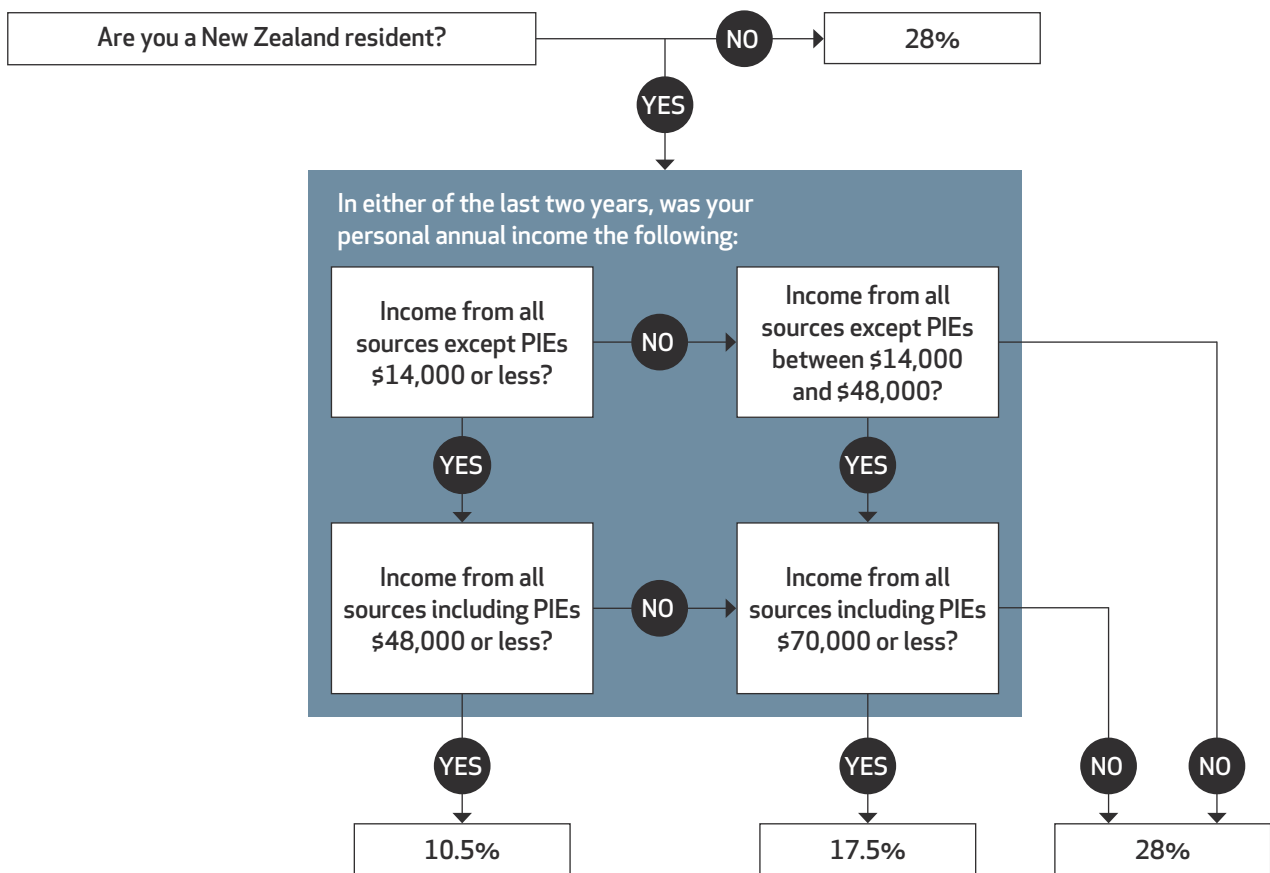 Are you a New Zealand resident?
NO
28%
YES
In either of the last two years, was your
personal annual income the following:
Income from all
sources except PIEs
$14,000 or less?
NO
Income from all
sources except PIEs
between $14,000
and $48,000?
YES
YES
Income from all
sources including PIEs
$48,000 or less?
NO
Income from all
sources including PIEs
$70,000 or less?
YES
YES
NO
NO
10.5%
17.5%
28%